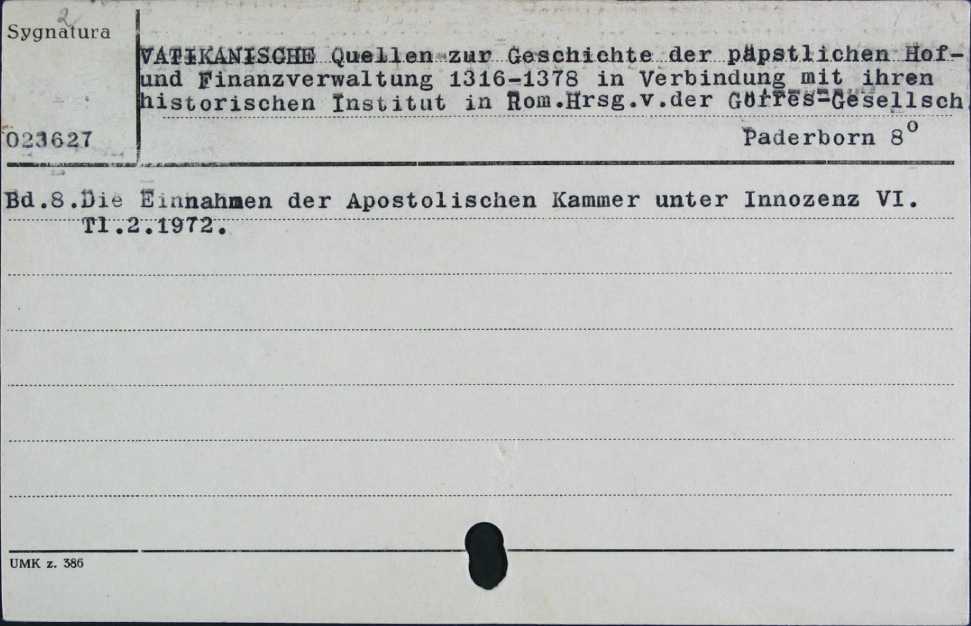 2
Sygnatura
VATIKANISCHE Quellen zur Geschichte der päpstlichen Hof-
und Finanzverwaltung 1316-1378 in Verbindung mit ihren
historischen Institut in Rom.Hrsg.v.der Görres-Gesellsch
023627
Paderborn 8º
Bd.8.Die Einnahmen der Apostolischen Kammer unter Innozenz VI.
Tl.2.1972.
UMK z. 386